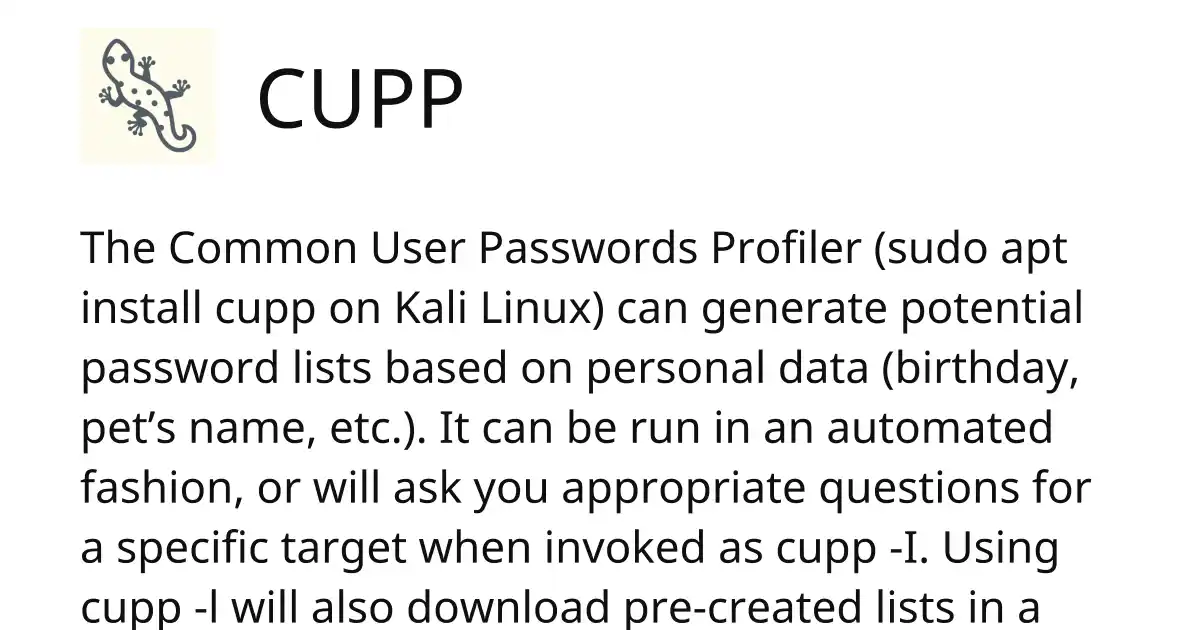 CUPP
The Common User Passwords Profiler (sudo apt
install cupp on Kali Linux) can generate potential
password lists based on personal data (birthday,
pet’s name, etc.). It can be run in an automated
fashion, or will ask you appropriate questions for
a specific target when invoked as cupp -I. Using
cupp -l will also download pre-created lists in a